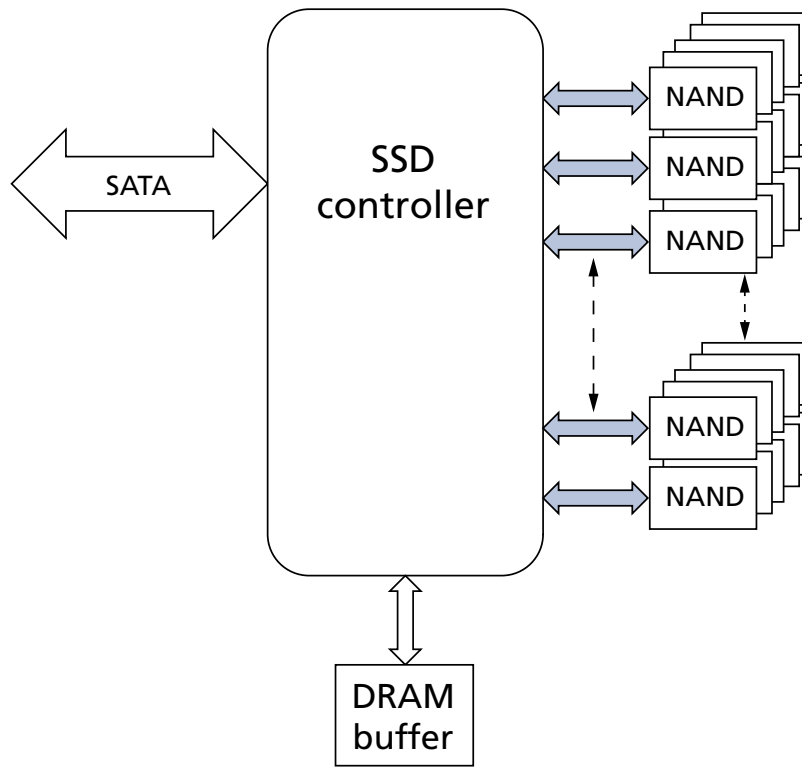 SATA
SSD
controller
NAND
NAND
NAND
NAND
NAND
DRAM
buffer